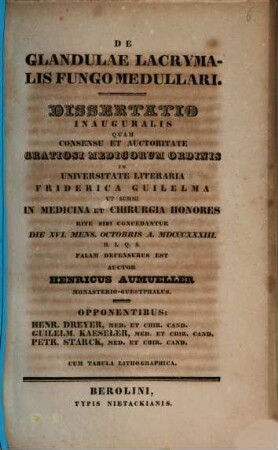 DE
GLANDULAE LACRYMA-
LIS FUNGO MEDULLARI.
DISSERTATIO
INAUGURALIS
QUAM
CONSENSU ET AUCTORITATE
GRATIOSI MEDICORUM ORDINIS
IN
UNIVERSITATE LITERARIA
FRIDERICA GUILELMA
UT SUMMI
IN MEDICINA ET CHIRURGIA HONORES
RITE SIBI CONCEDANTUR
DIE XVI. MENS. OCTOBRIS A. MDCCCXXXIII.
H. L. Q. S.
PALAM DEFENSURUS EST
AUCTOR
HENRICUS AUMUELLER
MONASTERIO-GUESTPHALUS.
OPPONENTIBUS:
HENR. DREYER, MED. ET CHIR. CAND.
GUILELM. KAESELER, MED. ET CHIR. CAND.
PETR. STARCK, MED. ET CHIR. CAND.
CUM TABULA LITHOGRAPHICA.
BEROLINI,
TYPIS NIETACKIANIS.